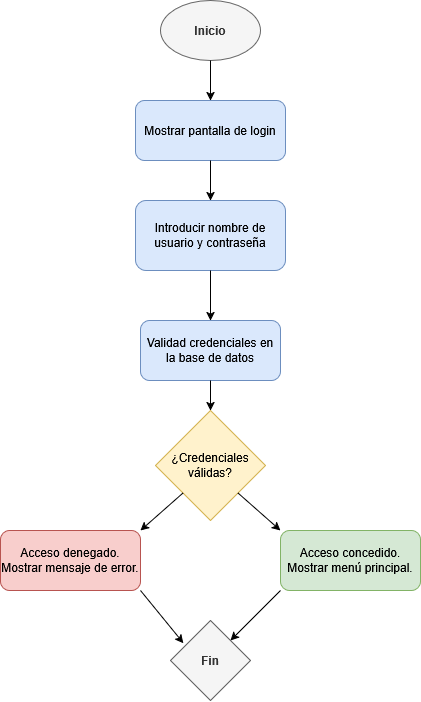 Inicio
Mostrar pantalla de login
Introducir nombre de
usuario y contraseña
Validad credenciales en
la base de datos
¿Credenciales
válidas?
Acceso denegado.
Mostrar mensaje de error.
Acceso concedido.
Mostrar menú principal.
Fin